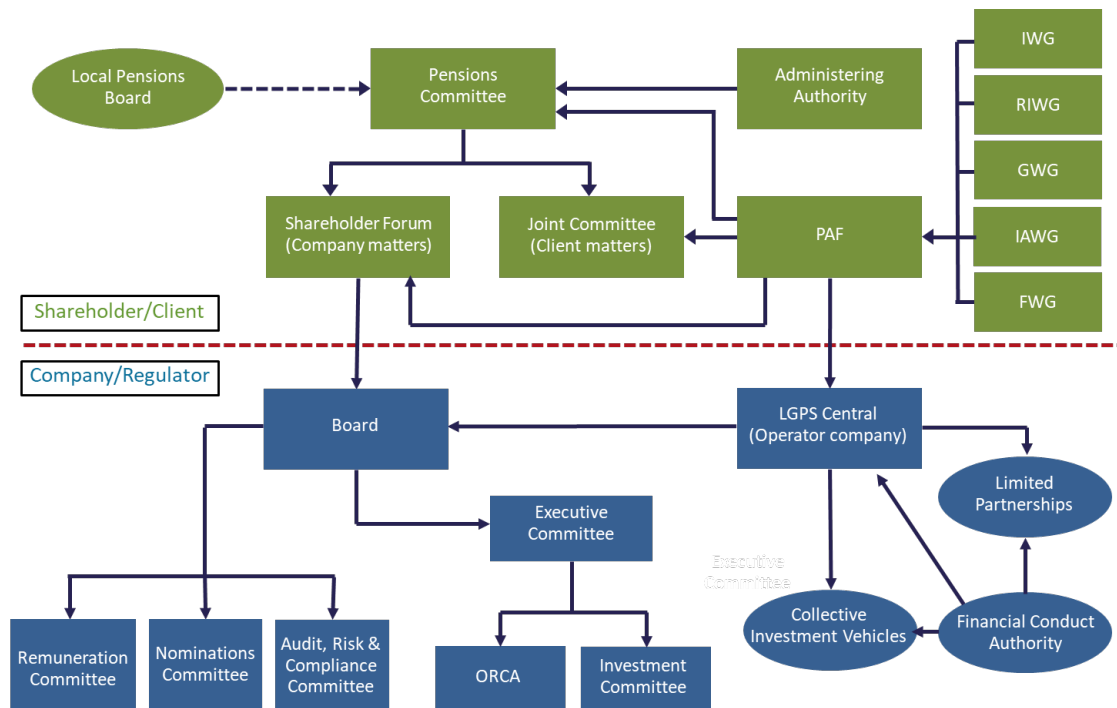 Local Pensions
Board
Pensions
Committee
Administering
Authority
IWG
RIWG
GWG
IAWG
FWG
Shareholder Forum
(Company matters)
Joint Committee
(Client matters)
PAF
Shareholder/Client
Company/Regulator
Board
LGPS Central
(Operator company)
Limited
Partnerships
Executive
Committee
Executive
Committee
Collective
Investment Vehicles
Financial Conduct
Authority
Remuneration
Committee
Nominations
Committee
Audit, Risk &
Compliance
Committee
ORCA
Investment
Committee